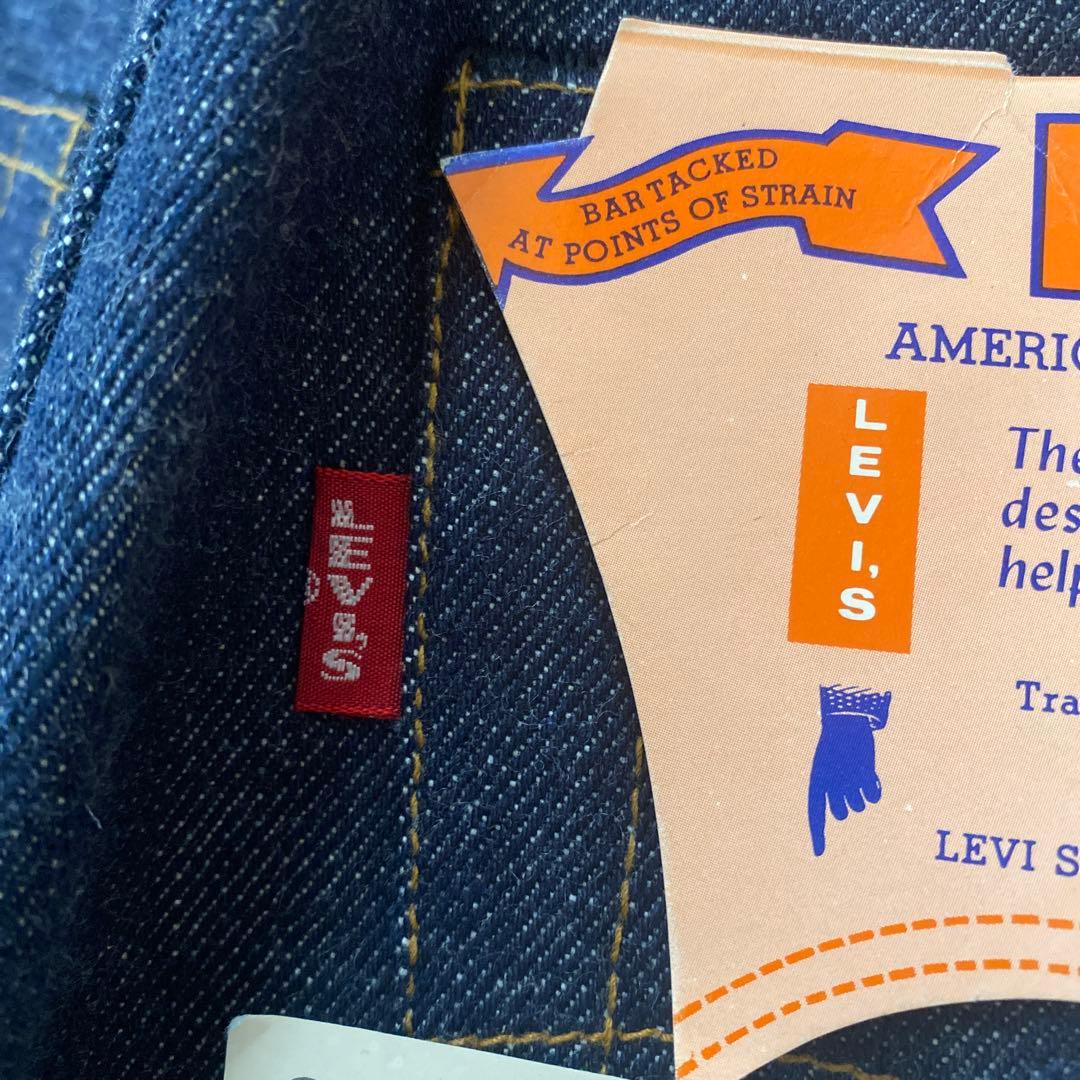 BAR TACKED
AT POINTS OF STRAIN
AMERIC
LEVI'S
LEVI'S
®
The
des
help
Tra
LEVI S